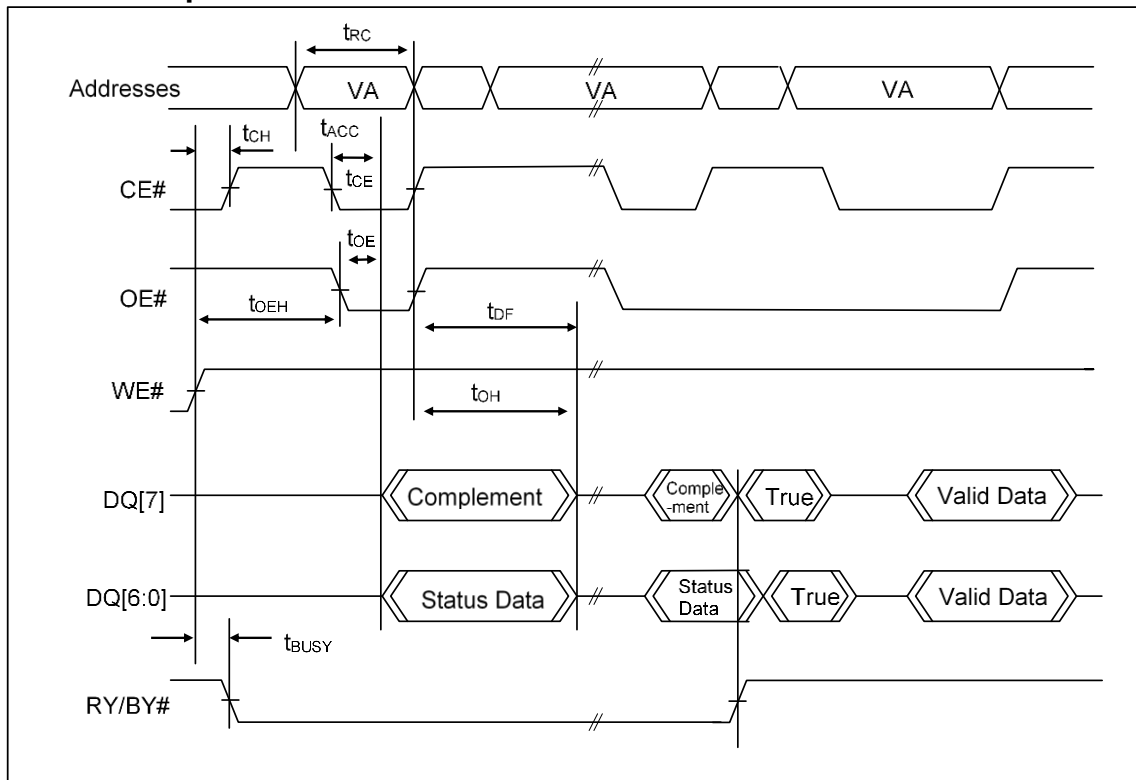 tRC
Addresses
VA
VA
VA
tCH
tACC
CE#
tCE
tOE
OE#
tOEH
tDF
WE#
tOH
DQ[7]
Complement
Comple
-ment
True
Valid Data
DQ[6:0]
Status Data
Status
Data
True
Valid Data
tBUSY
RY/BY#